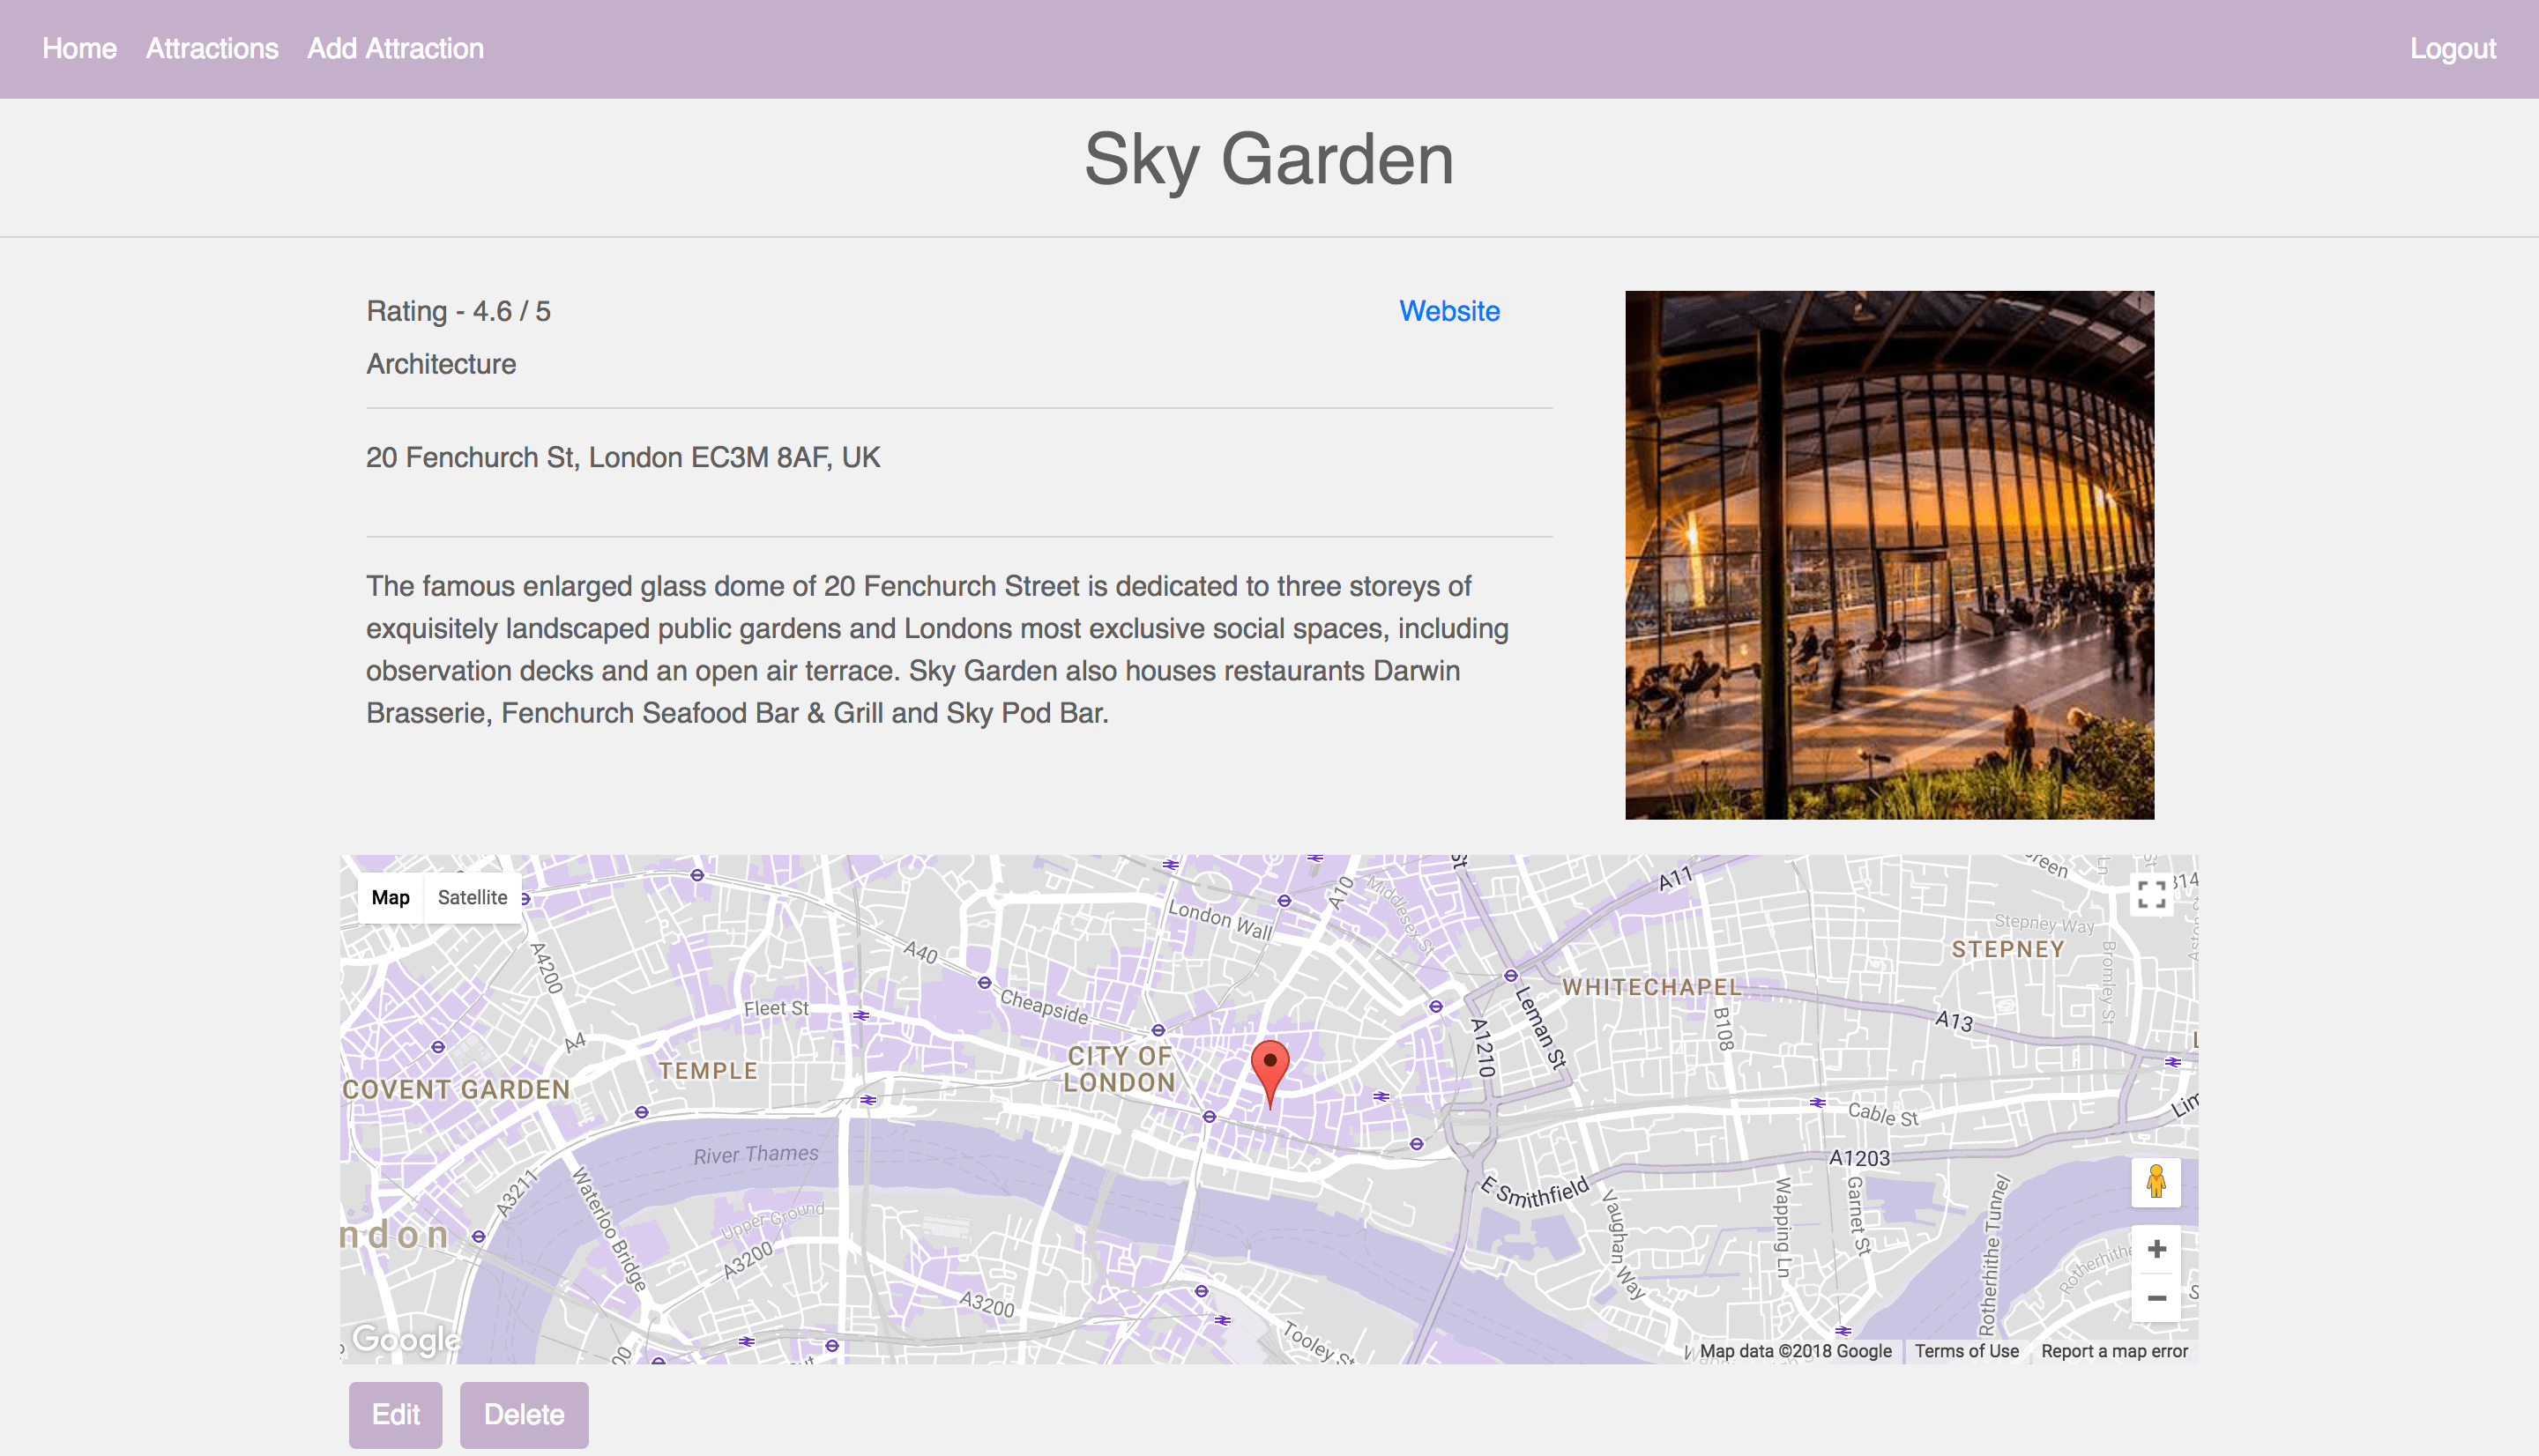 Home Attractions Add Attraction Logout
Sky Garden
Rating - 4.6 / 5 Website
Architecture
20 Fenchurch St, London EC3M 8AF, UK
The famous enlarged glass dome of 20 Fenchurch Street is dedicated to three storeys of
exquisitely landscaped public gardens and Londons most exclusive social spaces, including
observation decks and an open air terrace. Sky Garden also houses restaurants Darwin
Brasserie, Fenchurch Seafood Bar & Grill and Sky Pod Bar.
Map Satellite
A10
Middlesex St
A11
London Wall
Stepney Way
STEPNEY
A4200
A40
Cheapside
Leman St
WHITECHAPEL
Bromley St
Fleet St
A4
B108
A13
A1210
CITY OF
LONDON
TEMPLE
COVENT GARDEN
Cable St
River Thames
A1203
A3211
Waterloo Bridge
E Smithfield
Vaughan Way
Wapping Ln
Garnet St
Rotherhithe Tunnel
Upper Ground
A3200
ndon
A3200
Tooley St
Google
Map data ©2018 Google Terms of Use Report a map error
Edit Delete